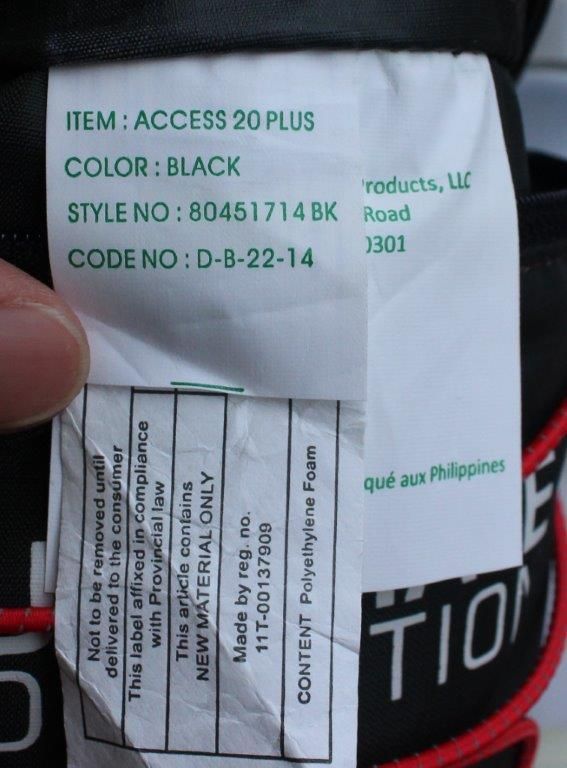 ITEM : ACCESS 20 PLUS
COLOR : BLACK
STYLE NO : 80451714 BK
CODE NO : D-B-22-14
roducts, LLC
Road
0301
qué aux Philippines
Not to be removed until
delivered to the consumer
This label affixed in compliance
with Provincial law
This article contains
NEW MATERIAL ONLY
Made by reg. no.
11T-00137909
CONTENT Polyethylene Foam
TION